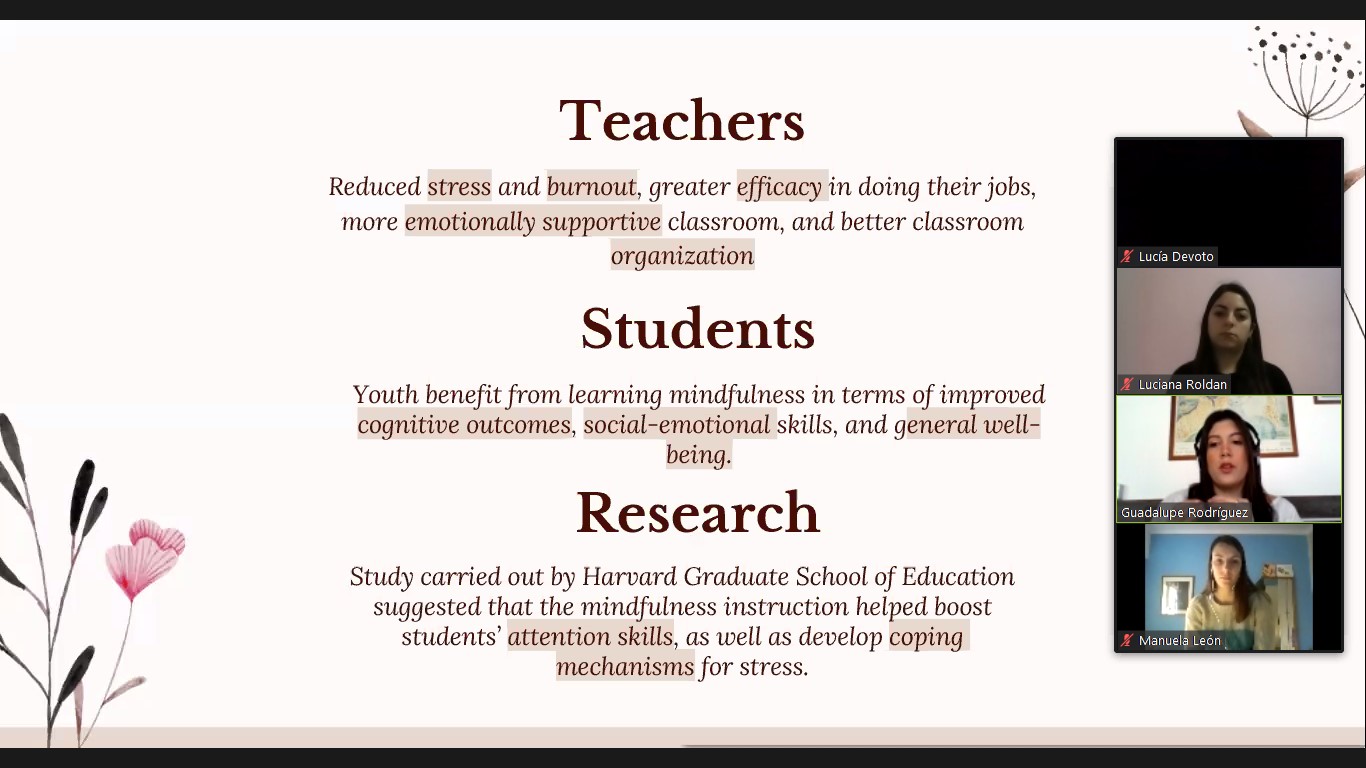 Teachers
Reduced stress and burnout, greater efficacy in doing their jobs,
more emotionally supportive classroom, and better classroom
organization
Students
Youth benefit from learning mindfulness in terms of improved
cognitive outcomes, social-emotional skills, and general well-
being.
Research
Study carried out by Harvard Graduate School of Education
suggested that the mindfulness instruction helped boost
students’ attention skills, as well as develop coping
mechanisms for stress.
Lucía Devoto
Luciana Roldan
Guadalupe Rodríguez
Manuela León